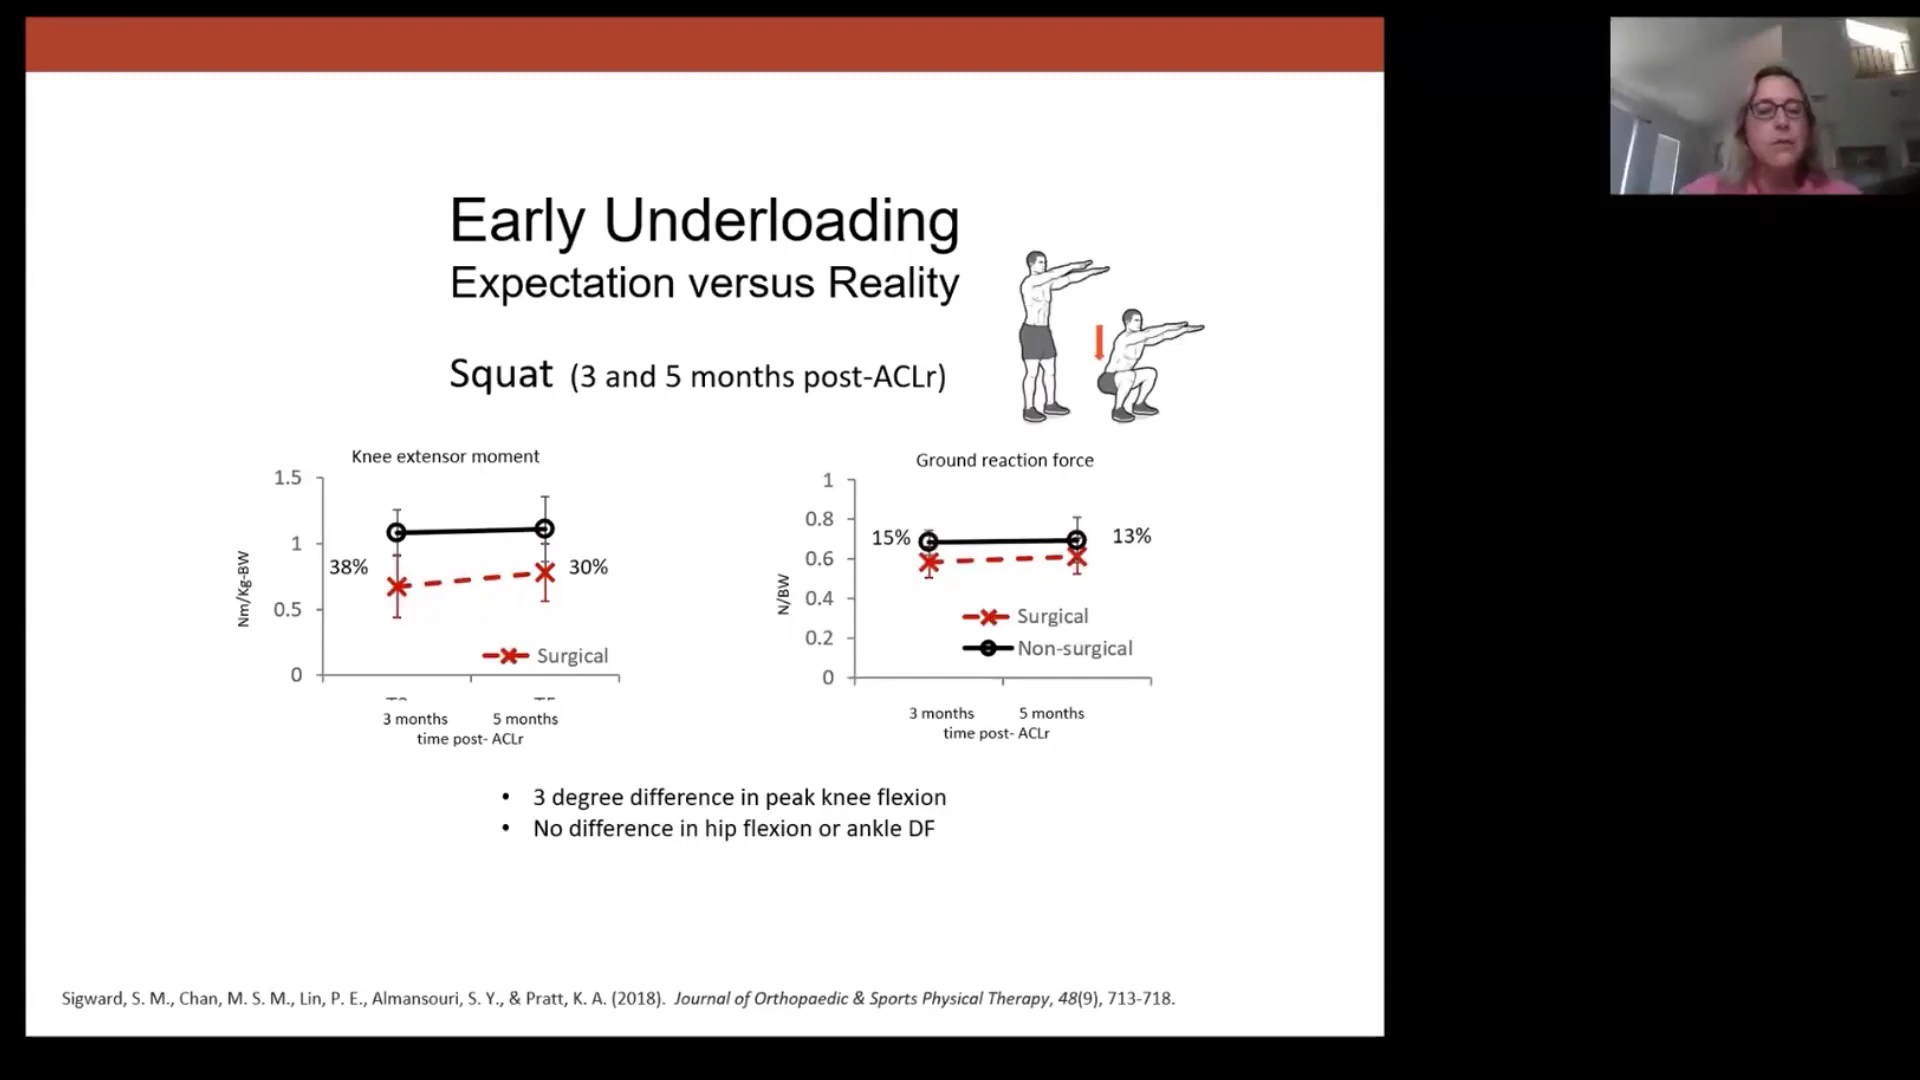 Early Underloading
Expectation versus Reality
Squat (3 and 5 months post-ACLr)
Knee extensor moment
1.5
1
0.5
0
Nm/Kg-BW
38%
30%
Surgical
3 months 5 months
time post- ACLr
Ground reaction force
1
0.8
0.6
0.4
0.2
0
N/BW
15%
13%
Surgical
Non-surgical
3 months 5 months
time post- ACLr
• 3 degree difference in peak knee flexion
• No difference in hip flexion or ankle DF
Sigward, S. M., Chan, M. S. M., Lin, P. E., Almansouri, S. Y., & Pratt, K. A. (2018). Journal of Orthopaedic & Sports Physical Therapy, 48(9), 713-718.